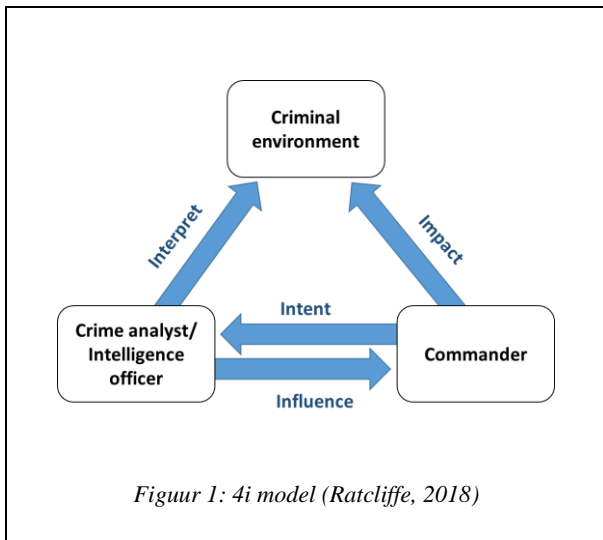 Criminal
environment
Interpret
Impact
Intent
Crime analyst/
Intelligence
officer
Commander
Influence
Figuur 1: 4i model (Ratcliffe, 2018)